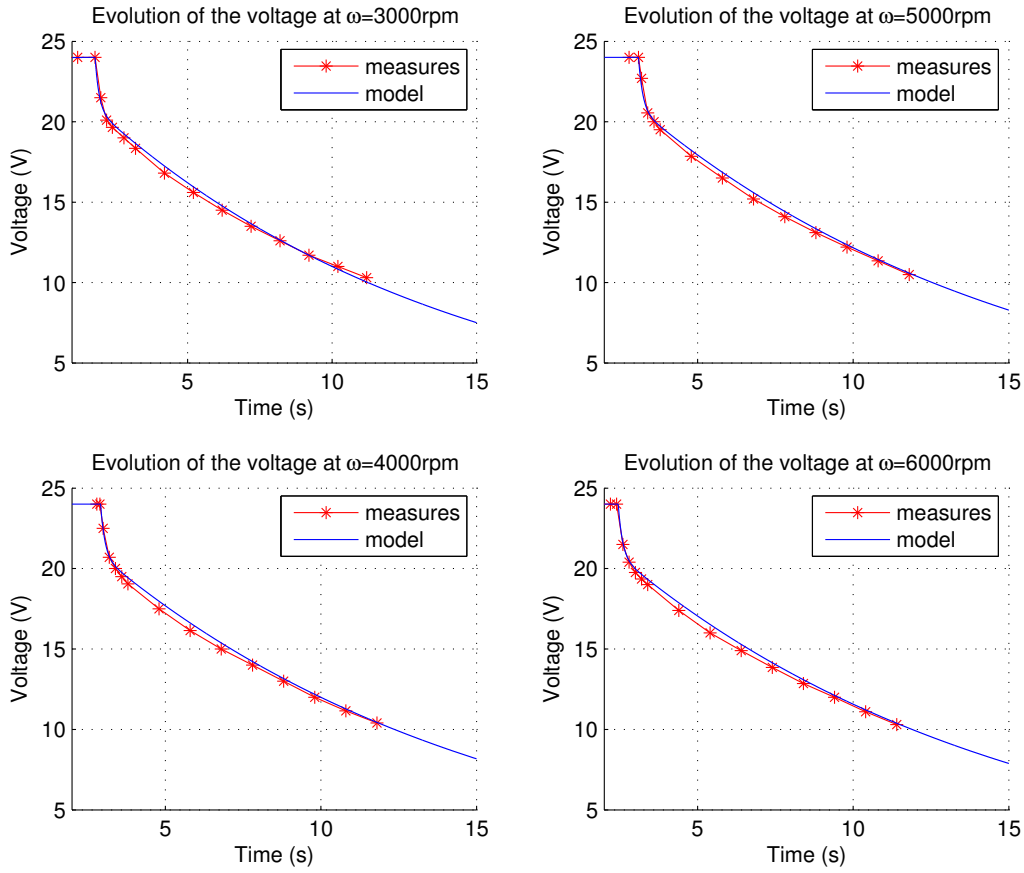 Evolution of the voltage at ω=3000rpm
25
20
15
10
5
Voltage (V)
5
10
15
Time (s)
measures
model
Evolution of the voltage at ω=5000rpm
25
20
15
10
5
Voltage (V)
5
10
15
Time (s)
measures
model
Evolution of the voltage at ω=4000rpm
25
20
15
10
5
Voltage (V)
5
10
15
Time (s)
measures
model
Evolution of the voltage at ω=6000rpm
25
20
15
10
5
Voltage (V)
5
10
15
Time (s)
measures
model